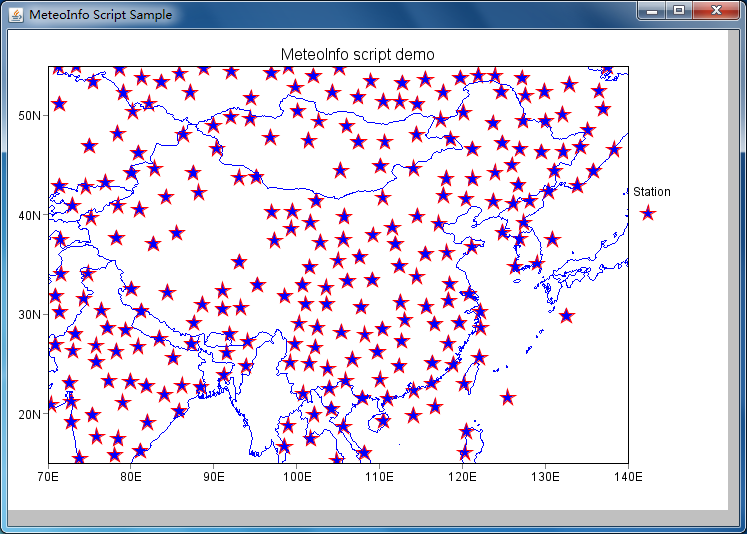 MeteoInfo Script Sample
MeteoInfo script demo
50N
40N
30N
20N
70E 80E 90E 100E 110E 120E 130E 140E
Station